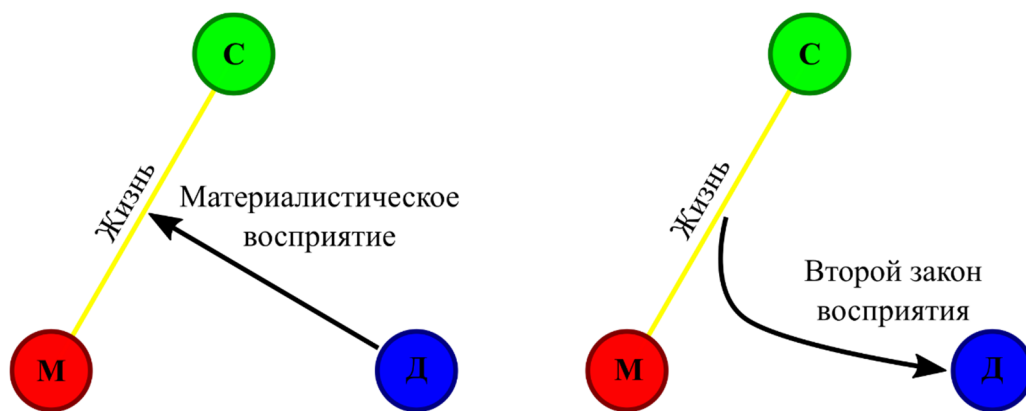 С
Жизнь
Материалистическое
восприятие
М
Д
С
Жизнь
Второй закон
восприятия
М
Д